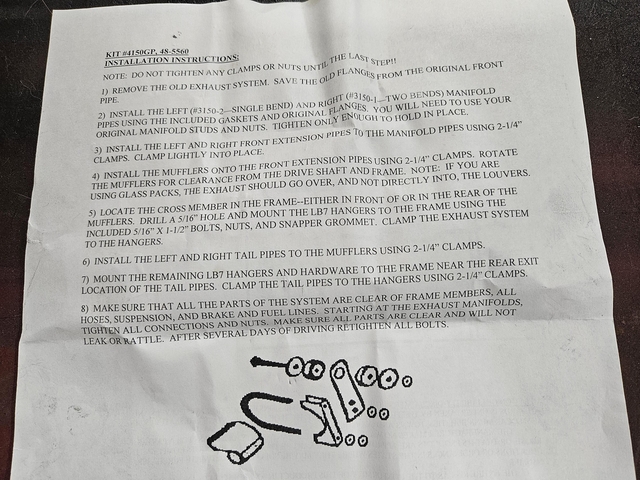 KIT #4150GP, 48-5560
INSTALLATION INSTRUCTIONS:
NOTE: DO NOT TIGHTEN ANY CLAMPS OR NUTS UNTIL THE LAST STEP!!
1) REMOVE THE OLD EXHAUST SYSTEM. SAVE THE OLD FLANGES FROM THE ORIGINAL FRONT
PIPE.
2) INSTALL THE LEFT (#3150-2—SINGLE BEND) AND RIGHT (#3150-1—TWO BENDS) MANIFOLD
PIPES USING THE INCLUDED GASKETS AND ORIGINAL FLANGES. YOU WILL NEED TO USE YOUR
ORIGINAL MANIFOLD STUDS AND NUTS. TIGHTEN ONLY ENOUGH TO HOLD IN PLACE.
3) INSTALL THE LEFT AND RIGHT FRONT EXTENSION PIPES TO THE MANIFOLD PIPES USING 2-1/4"
CLAMPS. CLAMP LIGHTLY INTO PLACE.
4) INSTALL THE MUFFLERS ONTO THE FRONT EXTENSION PIPES USING 2-1/4" CLAMPS. ROTATE
THE MUFFLERS FOR CLEARANCE FROM THE DRIVE SHAFT AND FRAME. NOTE: IF YOU ARE
USING GLASS PACKS, THE EXHAUST SHOULD GO OVER, AND NOT DIRECTLY INTO, THE LOUVERS.
5) LOCATE THE CROSS MEMBER IN THE FRAME--EITHER IN FRONT OF OR IN THE REAR OF THE
MUFFLERS. DRILL A 5/16" HOLE AND MOUNT THE LB7 HANGERS TO THE FRAME USING THE
INCLUDED 5/16" X 1-1/2" BOLTS, NUTS, AND SNAPPER GROMMET. CLAMP THE EXHAUST SYSTEM
TO THE HANGERS.
6) INSTALL THE LEFT AND RIGHT TAIL PIPES TO THE MUFFLERS USING 2-1/4" CLAMPS.
7) MOUNT THE REMAINING LB7 HANGERS AND HARDWARE TO THE FRAME NEAR THE REAR EXIT
LOCATION OF THE TAIL PIPES. CLAMP THE TAIL PIPES TO THE HANGERS USING 2-1/4" CLAMPS.
8) MAKE SURE THAT ALL THE PARTS OF THE SYSTEM ARE CLEAR OF FRAME MEMBERS, ALL
HOSES, SUSPENSION, AND BRAKE AND FUEL LINES. STARTING AT THE EXHAUST MANIFOLDS,
TIGHTEN ALL CONNECTIONS AND NUTS. MAKE SURE ALL PARTS ARE CLEAR AND WILL NOT
LEAK OR RATTLE. AFTER SEVERAL DAYS OF DRIVING RETIGHTEN ALL BOLTS.